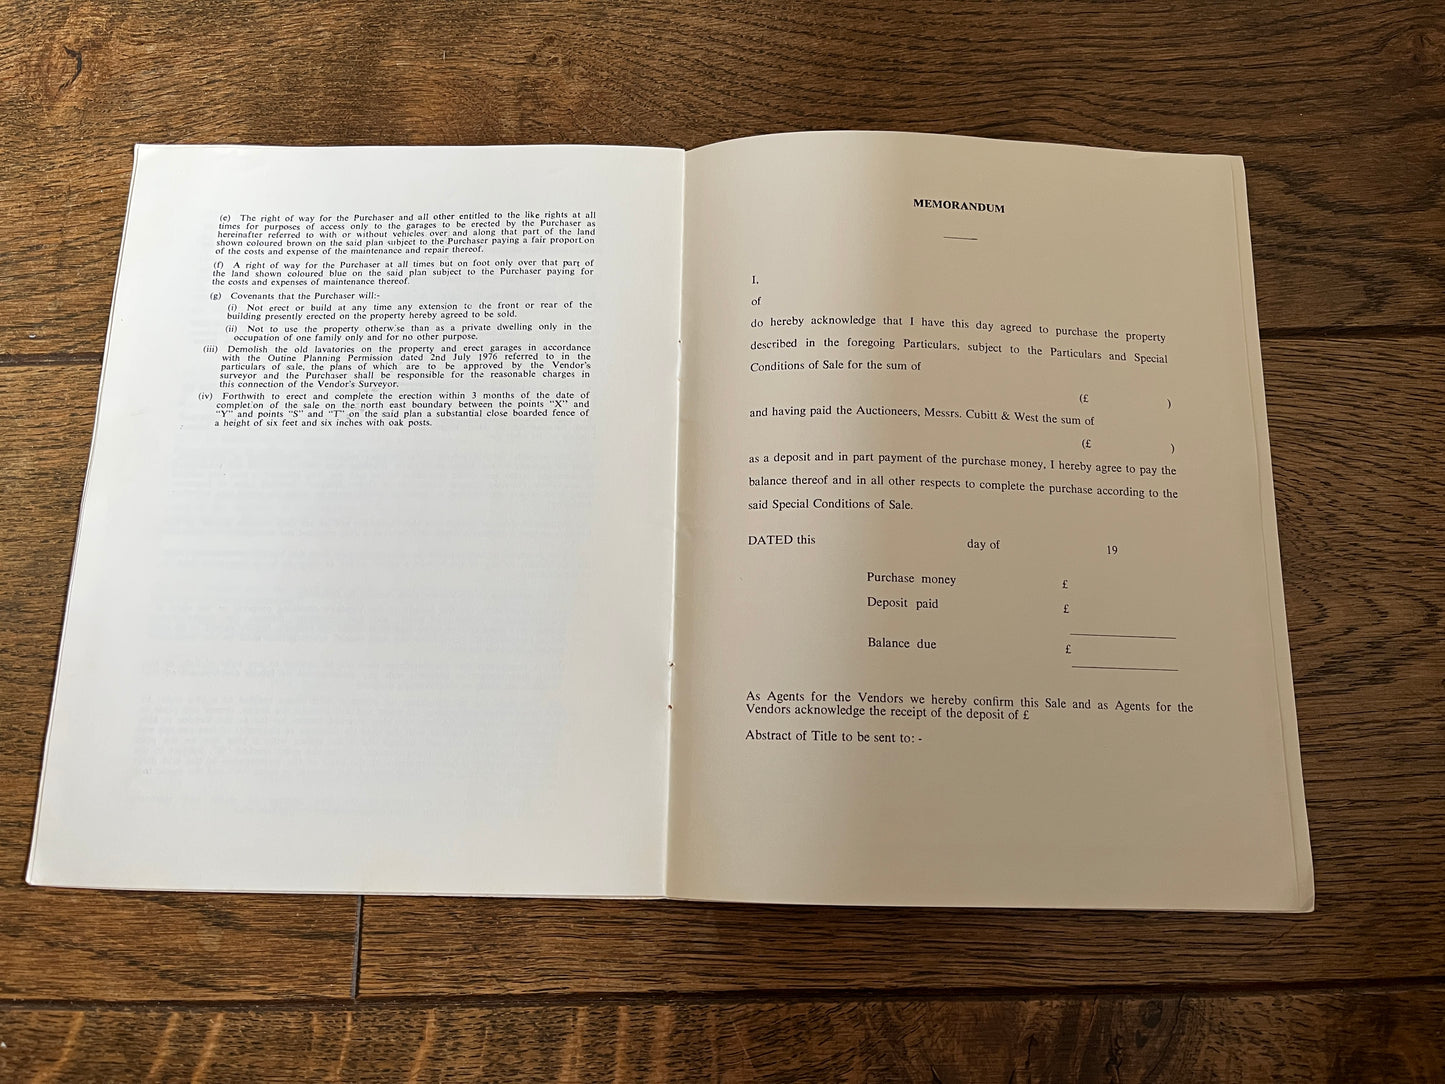 (e) The right of way for the Purchaser and all other entitled to the like rights at all
times for purposes of access only to the garages to be erected by the Purchaser as
hereinafter referred to with or without vehicles over and along that part of the land
shown coloured brown on the said plan subject to the Purchaser paying a fair proport on
of the costs and expense of the maintenance and repair thereof.
(f) A right of way for the Purchaser at all times but on foot only over that part of
the land shown coloured blue on the said plan subject to the Purchaser paying for
the costs and expenses of maintenance thereof.
(g) Covenants that the Purchaser will:-
(i) Not erect or build at any time any extension to the front or rear of the
building presently erected on the property hereby agreed to be sold.
(ii) Not to use the property otherwise than as a private dwelling only in the
occupation of one family only and for no other purpose.
(iii) Demolish the old lavatories on the property and erect garages in accordance
with the Outine Planning Permission dated 2nd July 1976 referred to in the
particulars of sale, the plans of which are to be approved by the Vendor's
surveyor and the Purchaser shall be responsible for the reasonable charges in
this connection of the Vendor's Surveyor.
(iv) Forthwith to erect and complete the erection within 3 months of the date of
completion of the sale on the north east boundary between the points "X" and
"Y" and points "S" and "T" on the said plan a substantial close boarded fence of
a height of six feet and six inches with oak posts.
MEMORANDUM
I,
of
do hereby acknowledge that I have this day agreed to purchase the property
described in the foregoing Particulars, subject to the Particulars and Special
Conditions of Sale for the sum of
(£ )
and having paid the Auctioneers, Messrs. Cubitt & West the sum of
(£ )
as a deposit and in part payment of the purchase money, I hereby agree to pay the
balance thereof and in all other respects to complete the purchase according to the
said Special Conditions of Sale.
DATED this day of 19
Purchase money £
Deposit paid £
Balance due £
As Agents for the Vendors we hereby confirm this Sale and as Agents for the
Vendors acknowledge the receipt of the deposit of £
Abstract of Title to be sent to: -